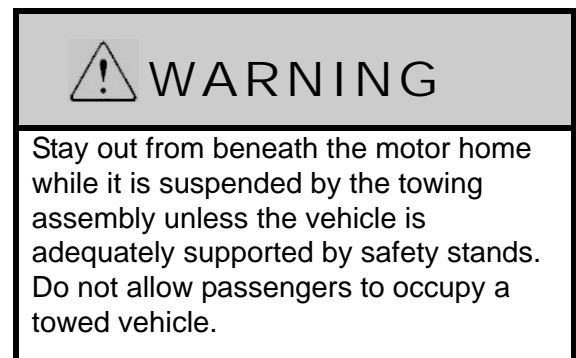 WARNING
Stay out from beneath the motor home
while it is suspended by the towing
assembly unless the vehicle is
adequately supported by safety stands.
Do not allow passengers to occupy a
towed vehicle.